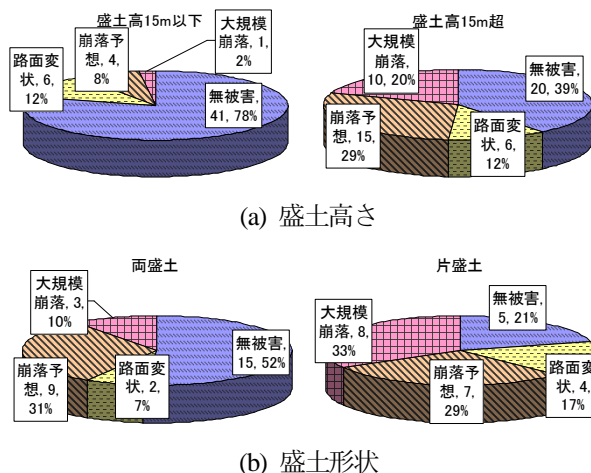 盛土高15m以下
大規模
崩落, 1,
2%
崩落予
想, 4,
8%
路面変
状, 6,
12%
無被害,
41, 78%
盛土高15m超
大規模
崩落,
10, 20%
無被害,
20, 39%
崩落予
想, 15,
29%
路面変
状, 6,
12%
(a) 盛土高さ
両盛土
大規模
崩落, 3,
10%
無被害,
15, 52%
崩落予
想, 9,
31%
路面変
状, 2,
7%
片盛土
大規模
崩落, 8,
33%
無被害,
5, 21%
崩落予
想, 7,
29%
路面変
状, 4,
17%
(b) 盛土形状